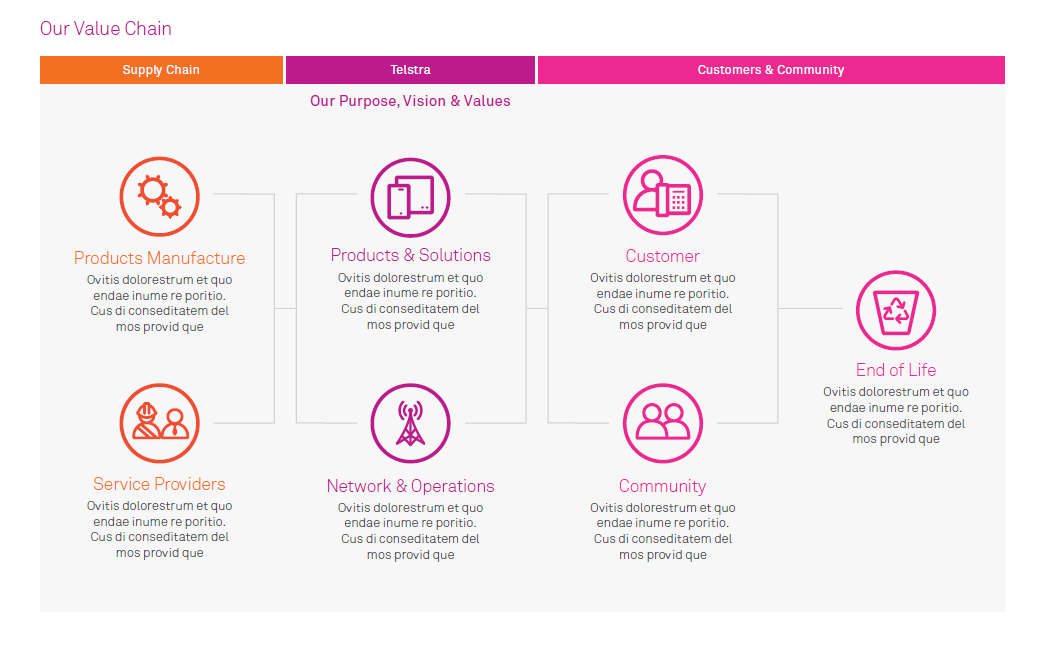 Our Value Chain
Supply Chain
Telstra
Customers & Community
Our Purpose, Vision & Values
Products Manufacture
Ovitis dolorestrum et quo
endae inume re poritio.
Cus di conseditatem del
mos provid que
Products & Solutions
Ovitis dolorestrum et quo
endae inume re poritio.
Cus di conseditatem del
mos provid que
Customer
Ovitis dolorestrum et quo
endae inume re poritio.
Cus di conseditatem del
mos provid que
End of Life
Ovitis dolorestrum et quo
endae inume re poritio.
Cus di conseditatem del
mos provid que
Service Providers
Ovitis dolorestrum et quo
endae inume re poritio.
Cus di conseditatem del
mos provid que
Network & Operations
Ovitis dolorestrum et quo
endae inume re poritio.
Cus di conseditatem del
mos provid que
Community
Ovitis dolorestrum et quo
endae inume re poritio.
Cus di conseditatem del
mos provid que